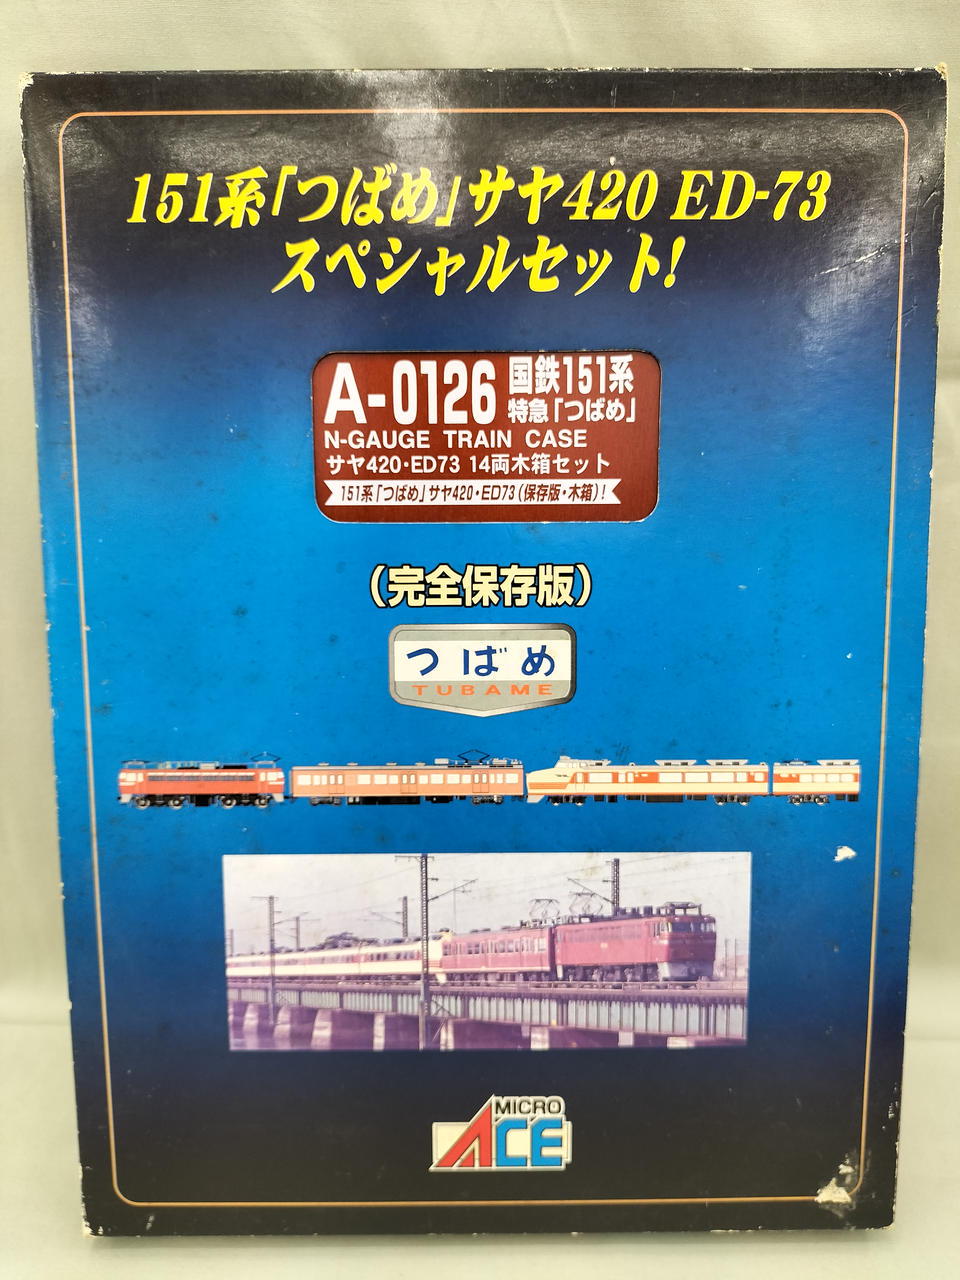 151系「つばめ」サヤ420 ED-73
スペシャルセット!
A-0126 国鉄151系
特急「つばめ」
N-GAUGE TRAIN CASE
サヤ420・ED73 14両木箱セット
151系「つばめ」サヤ420・ED73(保存版・木箱)!
(完全保存版)
つばめ
TUBAME
MICRO
ACE